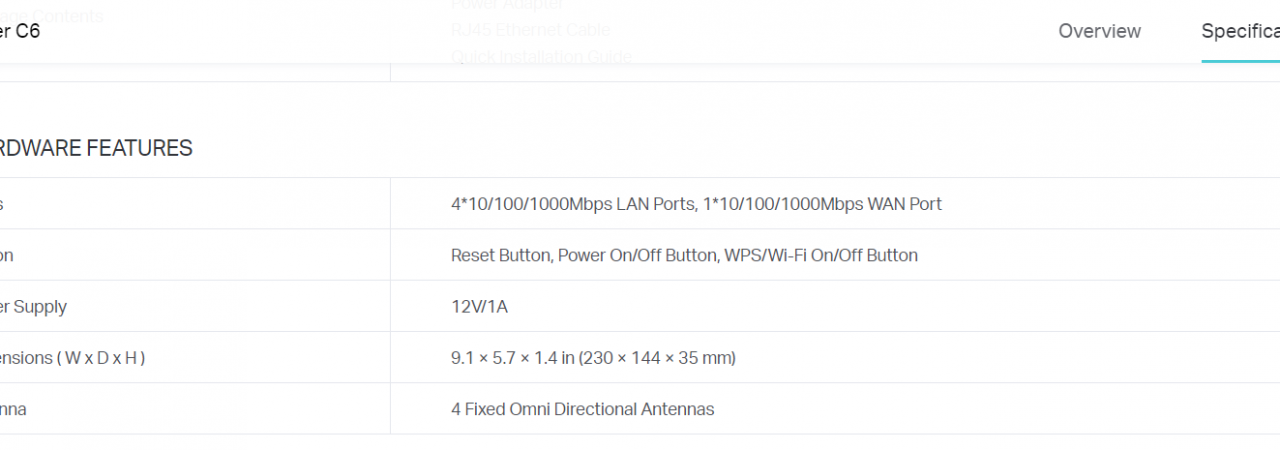 age Contents
Power Adapter
er C6
RJ45 Ethernet Cable
Overview
Specifica
Quick Installation Guide
RDWARE FEATURES
s
4*10/100/1000Mbps LAN Ports, 1*10/100/1000Mbps WAN Port
on
Reset Button, Power On/Off Button, WPS/Wi-Fi On/Off Button
er Supply
12V/1A
ensions ( W x D x H )
9.1 × 5.7 × 1.4 in (230 × 144 × 35 mm)
nna
4 Fixed Omni Directional Antennas